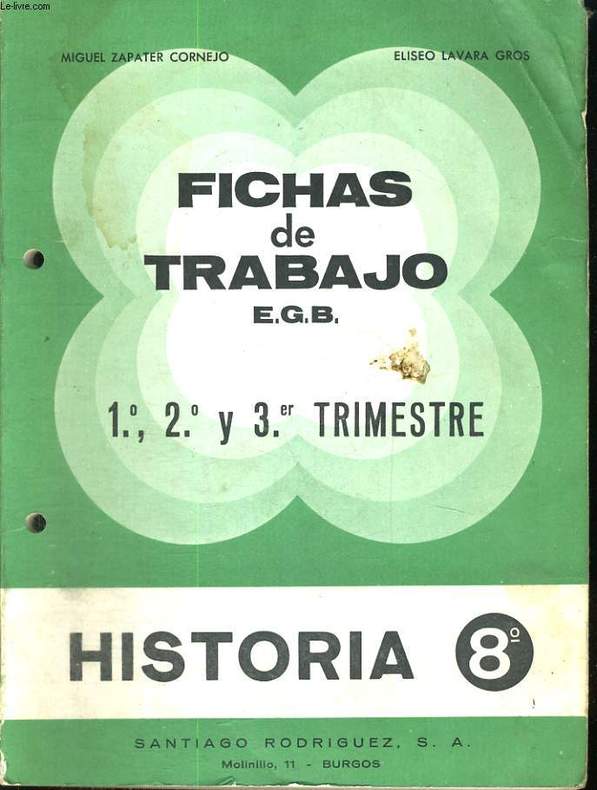 Le-livre.com
MIGUEL ZAPATER CORNEJO
ELISEO LAVARA GROS
FICHAS
de
TRABAJO
E.G.B.
1.º, 2.º y 3.er TRIMESTRE
HISTORIA 8º
SANTIAGO RODRIGUEZ, S. A.
Molinillo, 11 - BURGOS